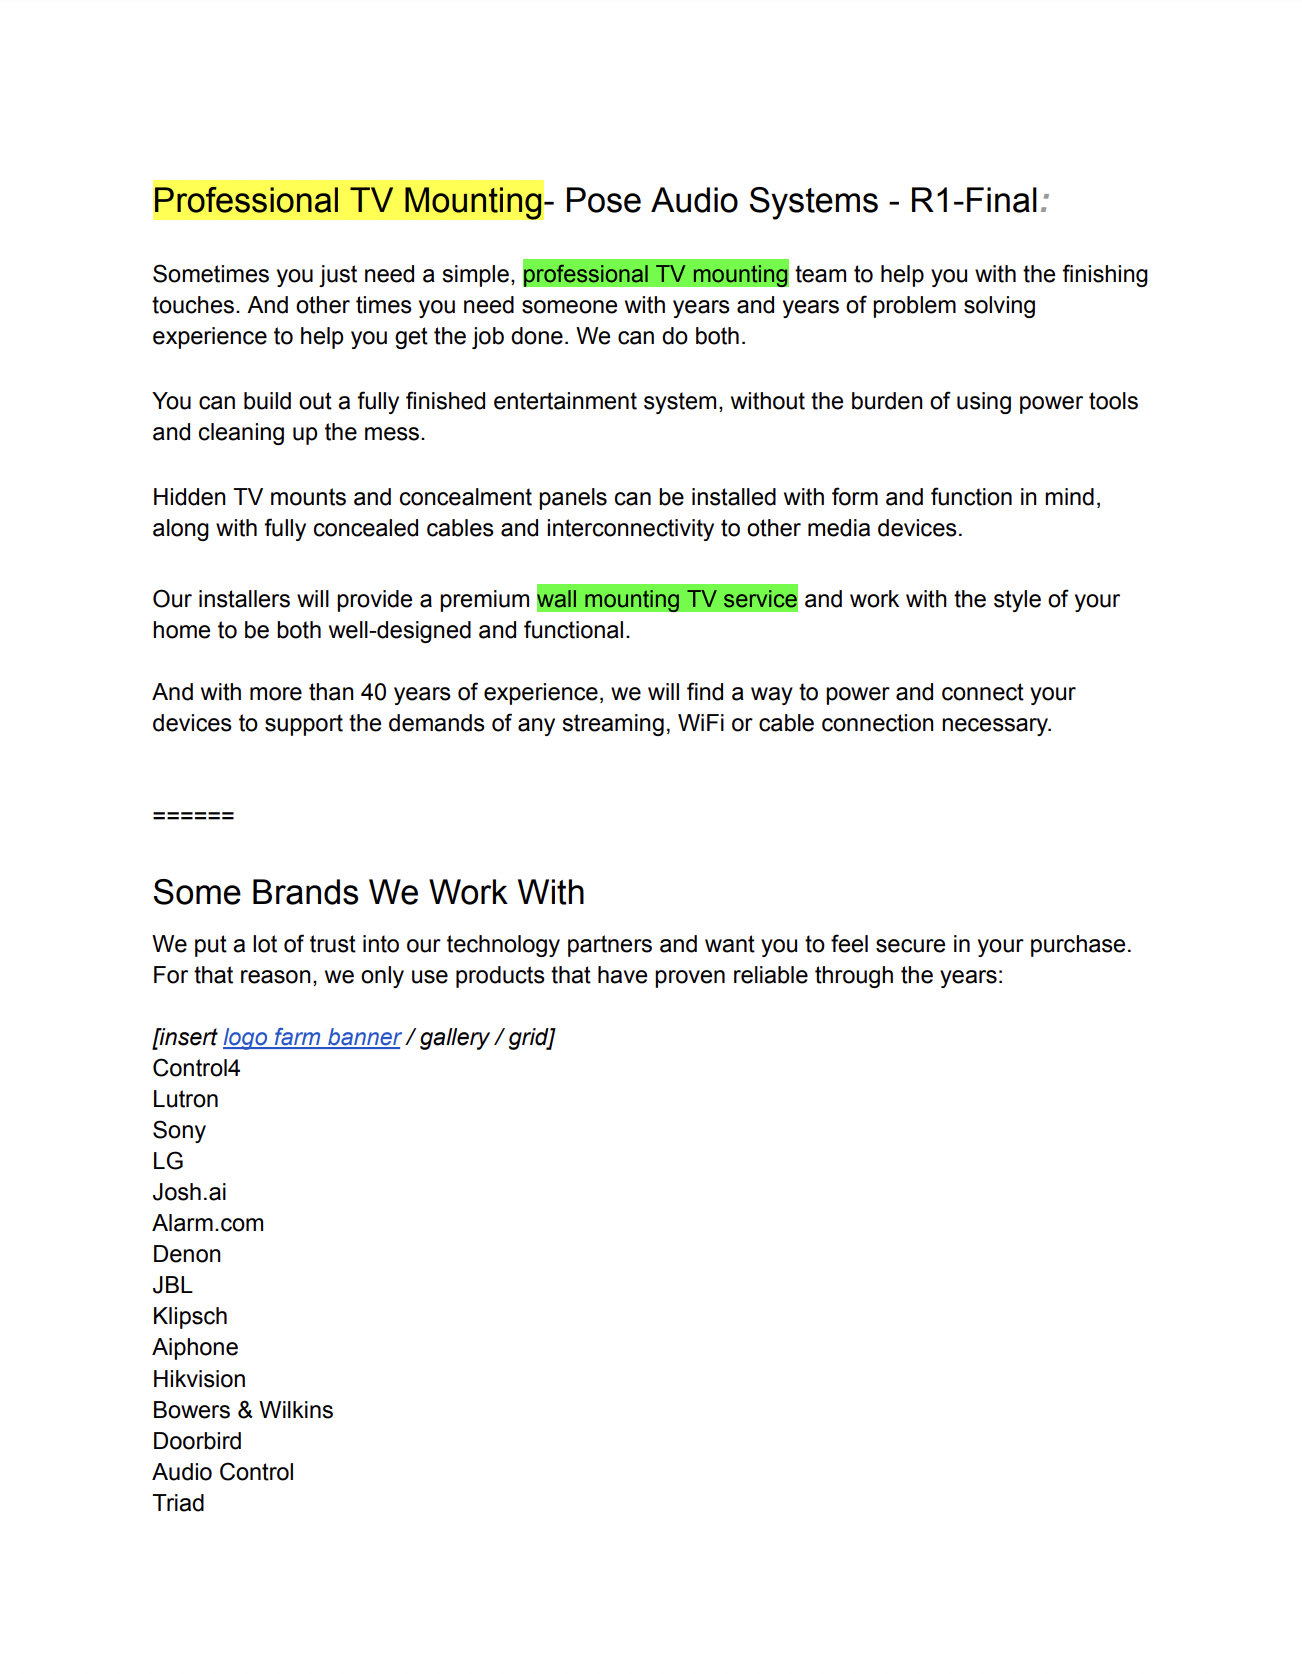 Professional TV Mounting- Pose Audio Systems - R1-Final:
Sometimes you just need a simple, professional TV mounting team to help you with the finishing
touches. And other times you need someone with years and years of problem solving
experience to help you get the job done. We can do both.
You can build out a fully finished entertainment system, without the burden of using power tools
and cleaning up the mess.
Hidden TV mounts and concealment panels can be installed with form and function in mind,
along with fully concealed cables and interconnectivity to other media devices.
Our installers will provide a premium wall mounting TV service and work with the style of your
home to be both well-designed and functional.
And with more than 40 years of experience, we will find a way to power and connect your
devices to support the demands of any streaming, WiFi or cable connection necessary.
======
Some Brands We Work With
We put a lot of trust into our technology partners and want you to feel secure in your purchase.
For that reason, we only use products that have proven reliable through the years:
[insert logo farm banner / gallery / grid]
Control4
Lutron
Sony
LG
Josh.ai
Alarm.com
Denon
JBL
Klipsch
Aiphone
Hikvision
Bowers & Wilkins
Doorbird
Audio Control
Triad